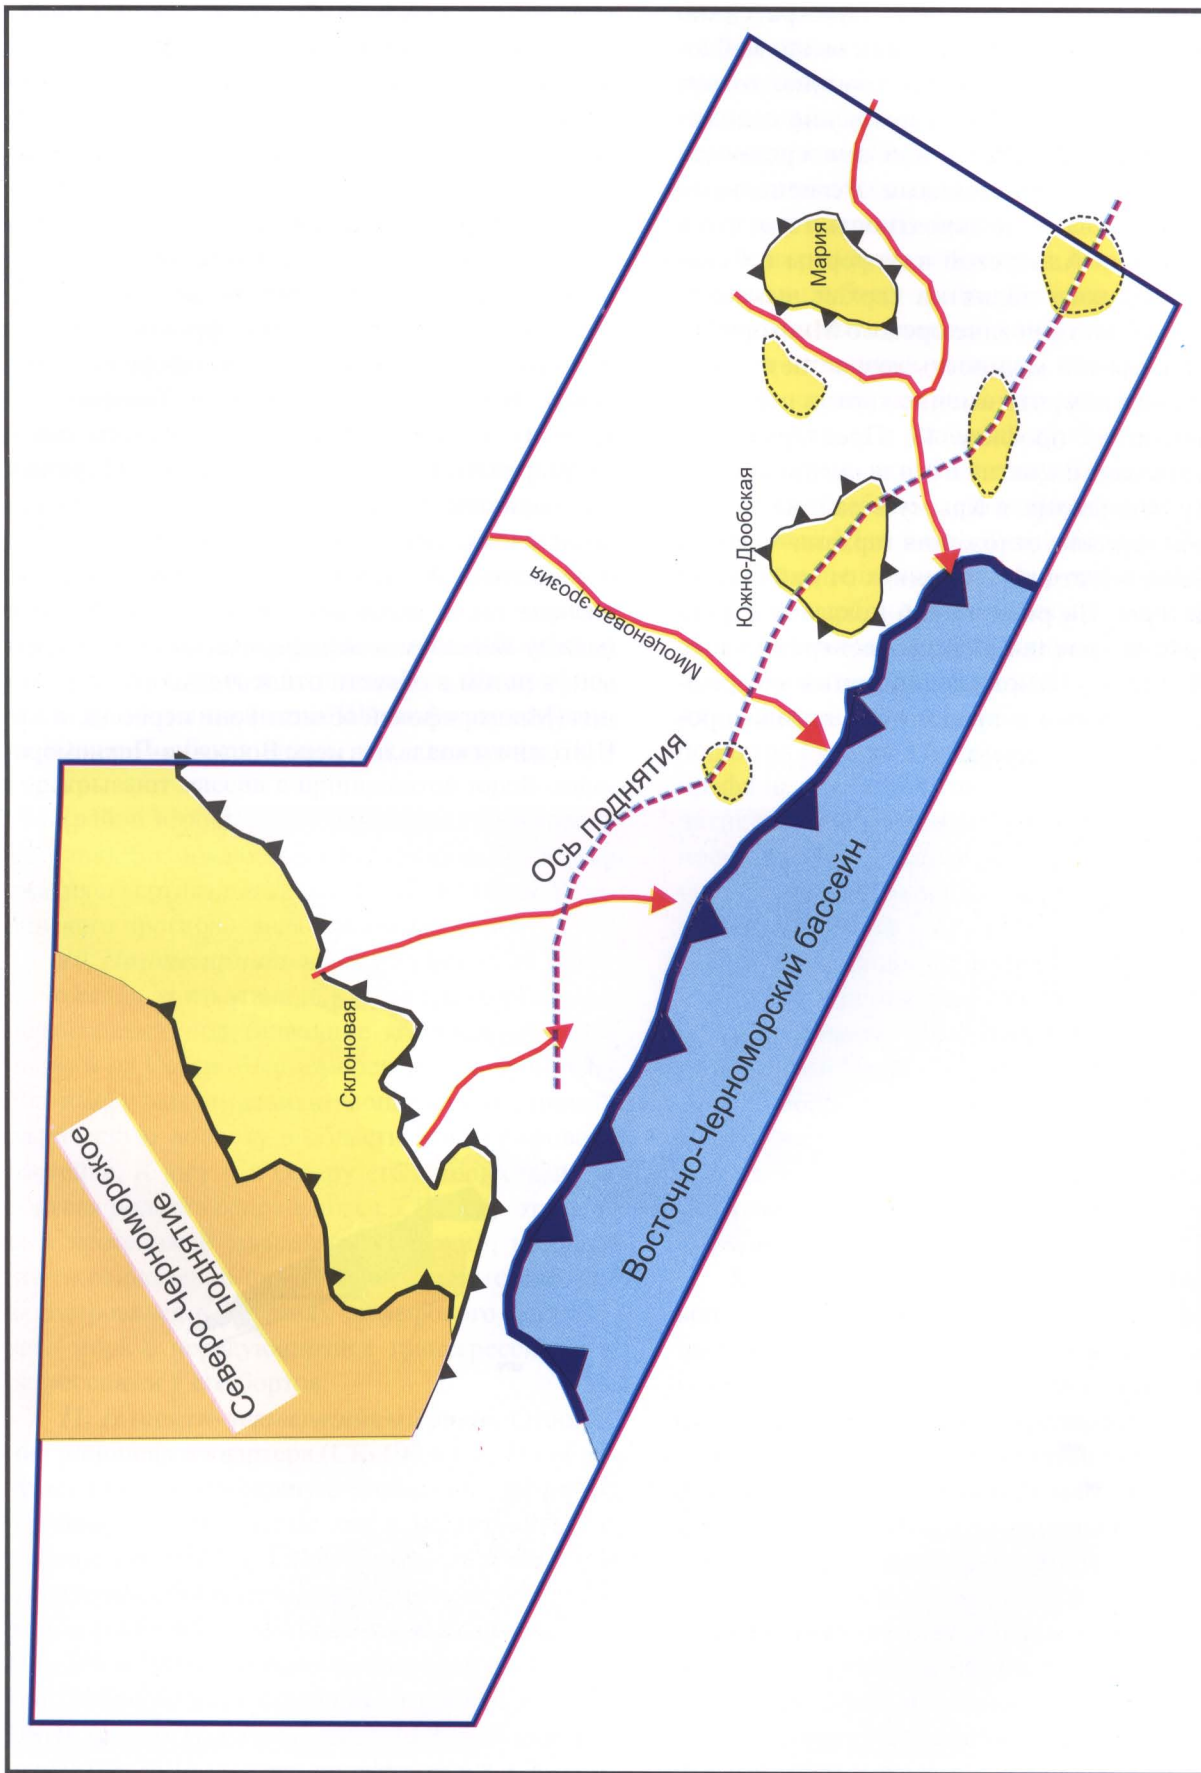 Северо-Черноморское
поднятие
Склоновая
Ось поднятия
Миоценовая эрозия
Южно-Дообская
Мария
Восточно-Черноморский бассейн